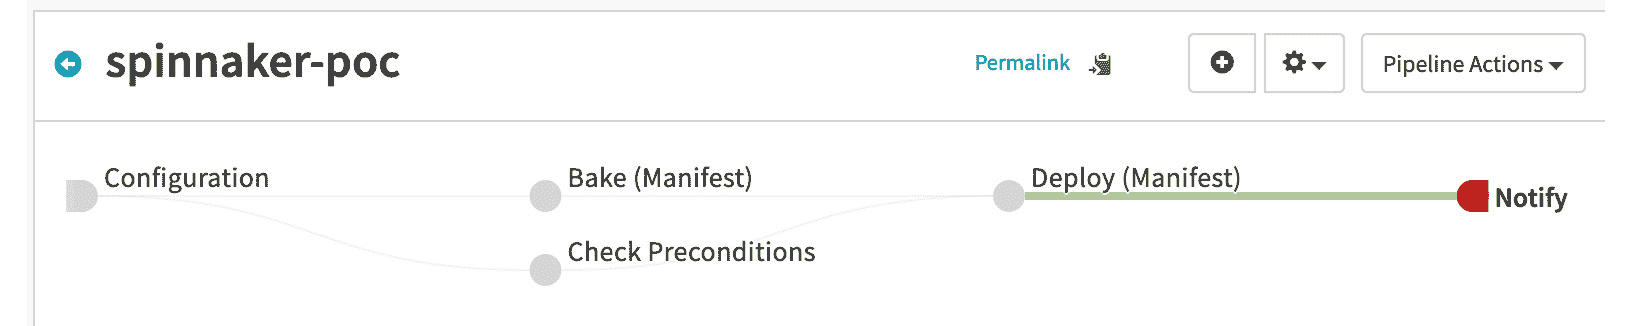 spinnaker-poc
Permalink
Pipeline Actions
Configuration
Bake (Manifest)
Deploy (Manifest)
Notify
Check Preconditions